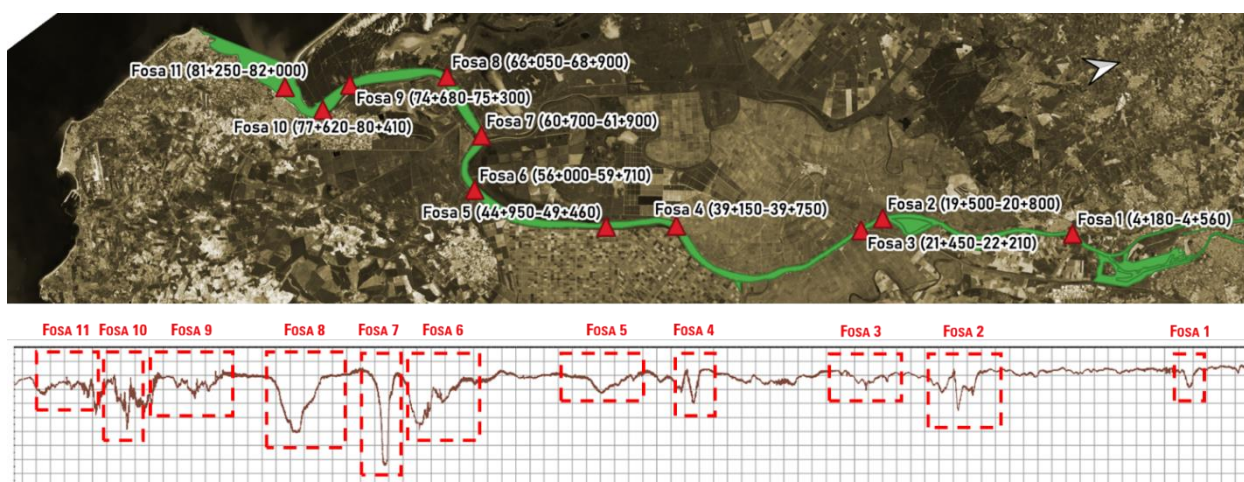 Fosa 11 (81+250-82+000)
Fosa 8 (66+050-68+900)
Fosa 9 (74+680-75+300)
Fosa 10 (77+620-80+410)
Fosa 7 (60+700-61+900)
Fosa 6 (56+000-59+710)
Fosa 5 (44+950-49+460)
Fosa 4 (39+150-39+750)
Fosa 2 (19+500-20+800)
Fosa 3 (21+450-22+210)
Fosa 1 (4+180-4+560)
FOSA 11 FOSA 10 FOSA 9 FOSA 8 FOSA 7 FOSA 6 FOSA 5 FOSA 4 FOSA 3 FOSA 2 FOSA 1